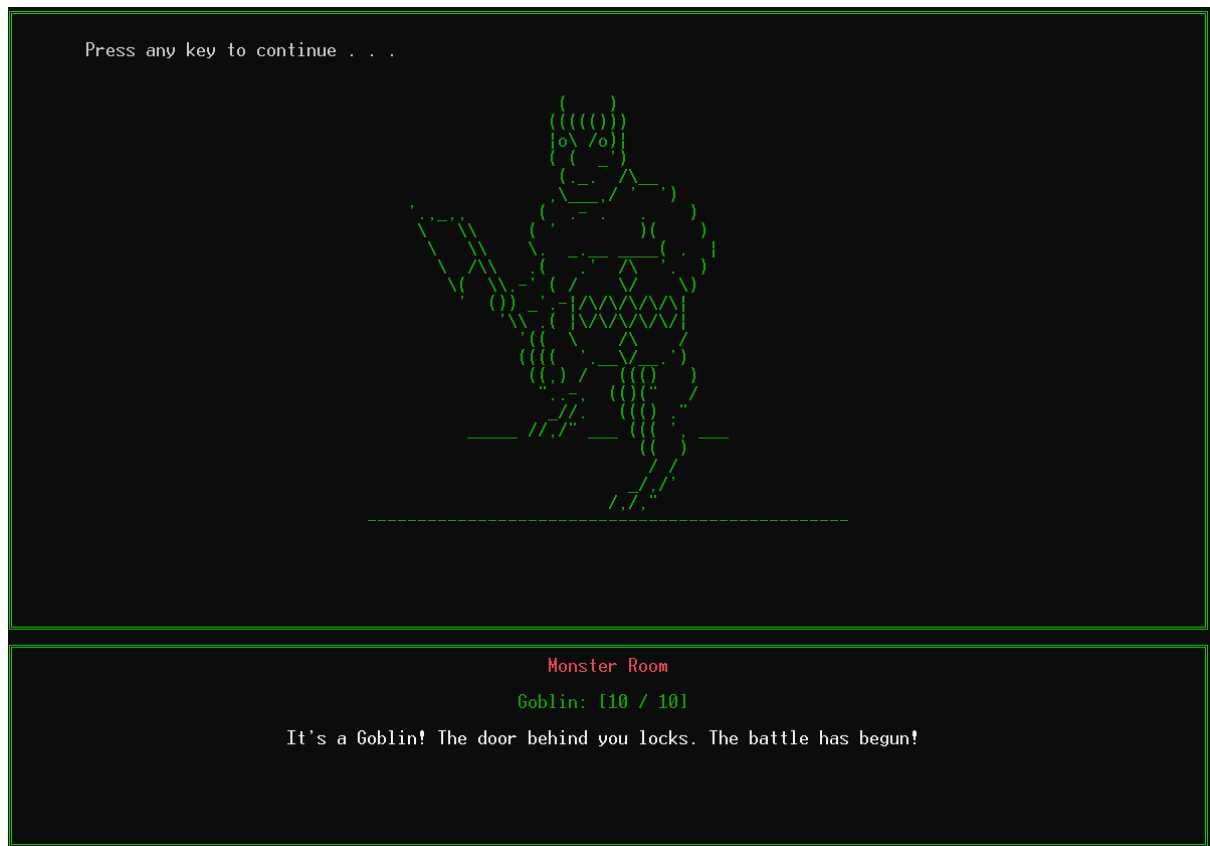 Press any key to continue . . .
Monster Room
Goblin: [10 / 10]
It's a Goblin! The door behind you locks. The battle has begun!